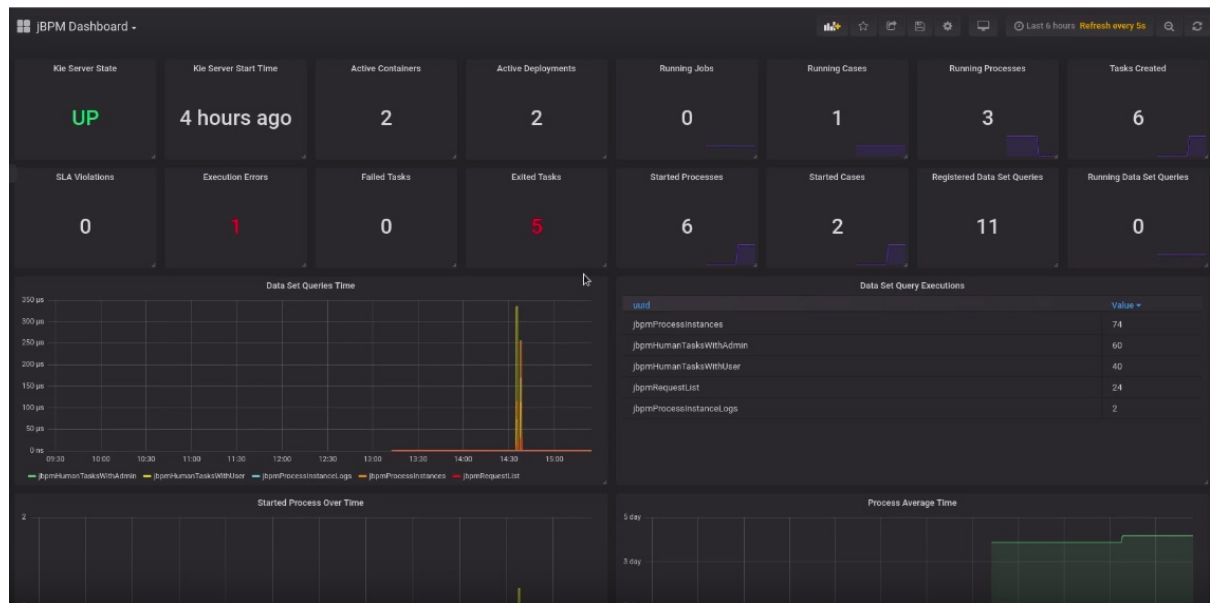 jBPM Dashboard
Last 6 hours Refresh every 5s
Kie Server State
Kie Server Start Time
Active Containers
Active Deployments
Running Jobs
Running Cases
Running Processes
Tasks Created
UP
4 hours ago
2
2
0
1
3
6
SLA Violations
Execution Errors
Failed Tasks
Exited Tasks
Started Processes
Started Cases
Registered Data Set Queries
Running Data Set Queries
0
1
0
5
6
2
11
0
Data Set Queries Time
350 µs
300 µs
250 µs
200 µs
150 µs
100 µs
50 µs
0 ns
09:30 10:00 10:30 11:00 11:30 12:00 12:30 13:00 13:30 14:00 14:30 15:00
jbpmHumanTasksWithAdmin jbpmHumanTasksWithUser jbpmProcessInstanceLogs jbpmProcessInstances jbpmRequestList
Data Set Query Executions
uuid Value
jbpmProcessInstances 74
jbpmHumanTasksWithAdmin 60
jbpmHumanTasksWithUser 40
jbpmRequestList 24
jbpmProcessInstanceLogs 2
Started Process Over Time
2
Process Average Time
5 day
3 day